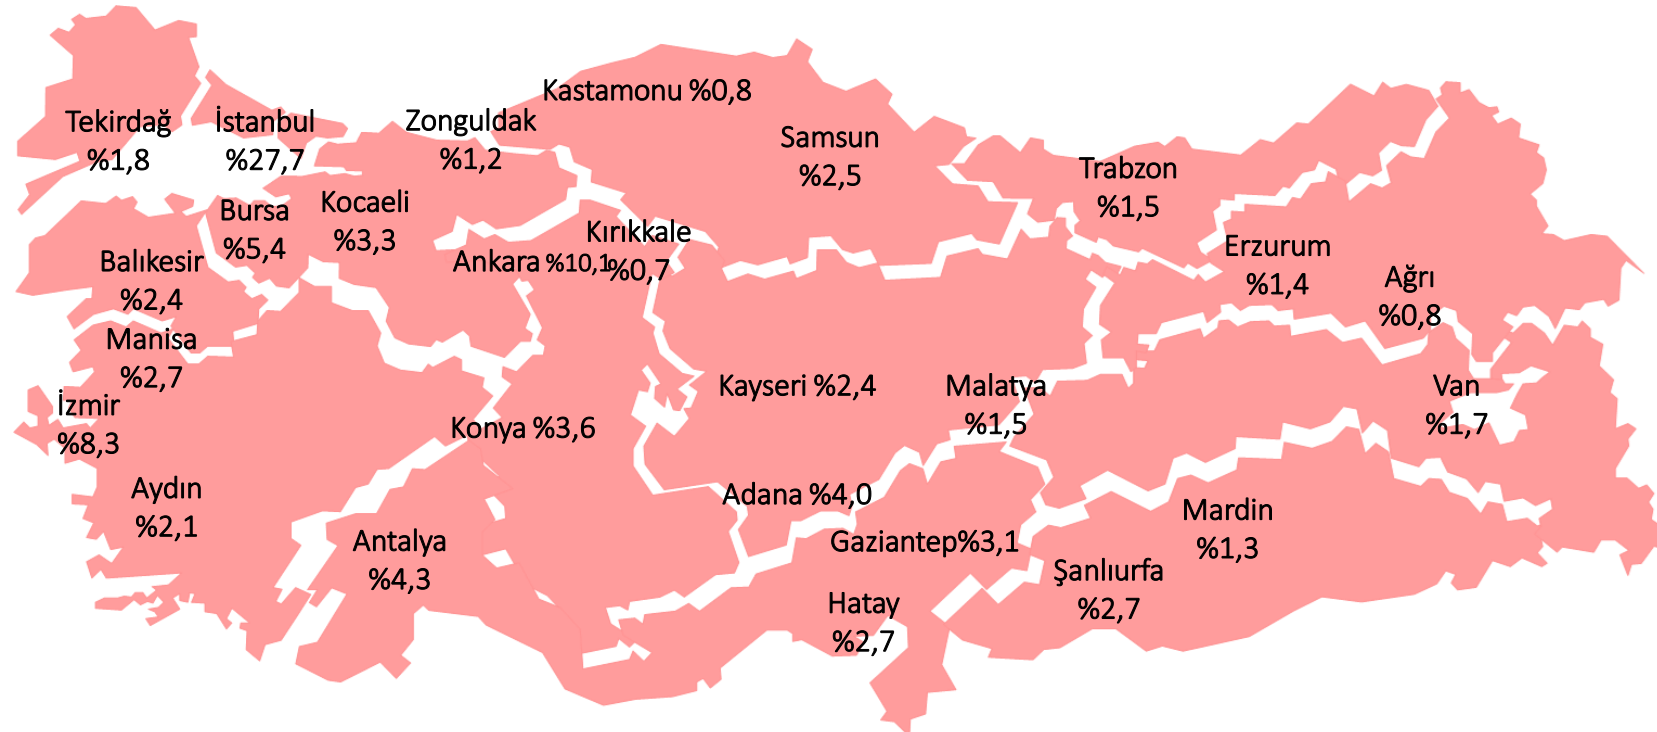 Kastamonu %0,8
Tekirdağ
%1,8
İstanbul
%27,7
Zonguldak
%1,2
Samsun
%2,5
Trabzon
%1,5
Bursa
%5,4
Kocaeli
%3,3
Kırıkkale
%0,7
Ankara %10,1
Balıkesir
%2,4
Erzurum
%1,4
Ağrı
%0,8
Manisa
%2,7
İzmir
%8,3
Kayseri %2,4
Malatya
%1,5
Van
%1,7
Konya %3,6
Aydın
%2,1
Adana %4,0
Mardin
%1,3
Antalya
%4,3
Gaziantep%3,1
Şanlıurfa
%2,7
Hatay
%2,7